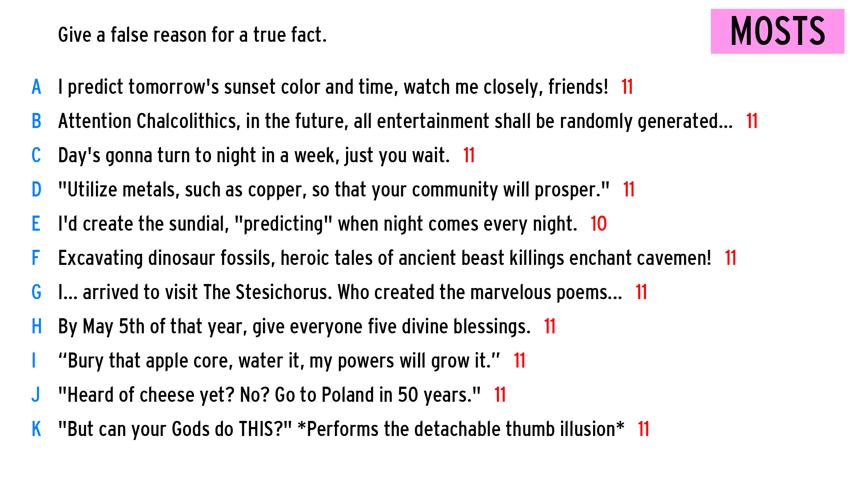 Give a false reason for a true fact.
MOSTS
A I predict tomorrow's sunset color and time, watch me closely, friends! 11
B Attention Chalcolithics, in the future, all entertainment shall be randomly generated... 11
C Day's gonna turn to night in a week, just you wait. 11
D "Utilize metals, such as copper, so that your community will prosper." 11
E I'd create the sundial, "predicting" when night comes every night. 10
F Excavating dinosaur fossils, heroic tales of ancient beast killings enchant cavemen! 11
G I... arrived to visit The Stesichorus. Who created the marvelous poems... 11
H By May 5th of that year, give everyone five divine blessings. 11
I “Bury that apple core, water it, my powers will grow it.” 11
J "Heard of cheese yet? No? Go to Poland in 50 years." 11
K "But can your Gods do THIS?" *Performs the detachable thumb illusion* 11